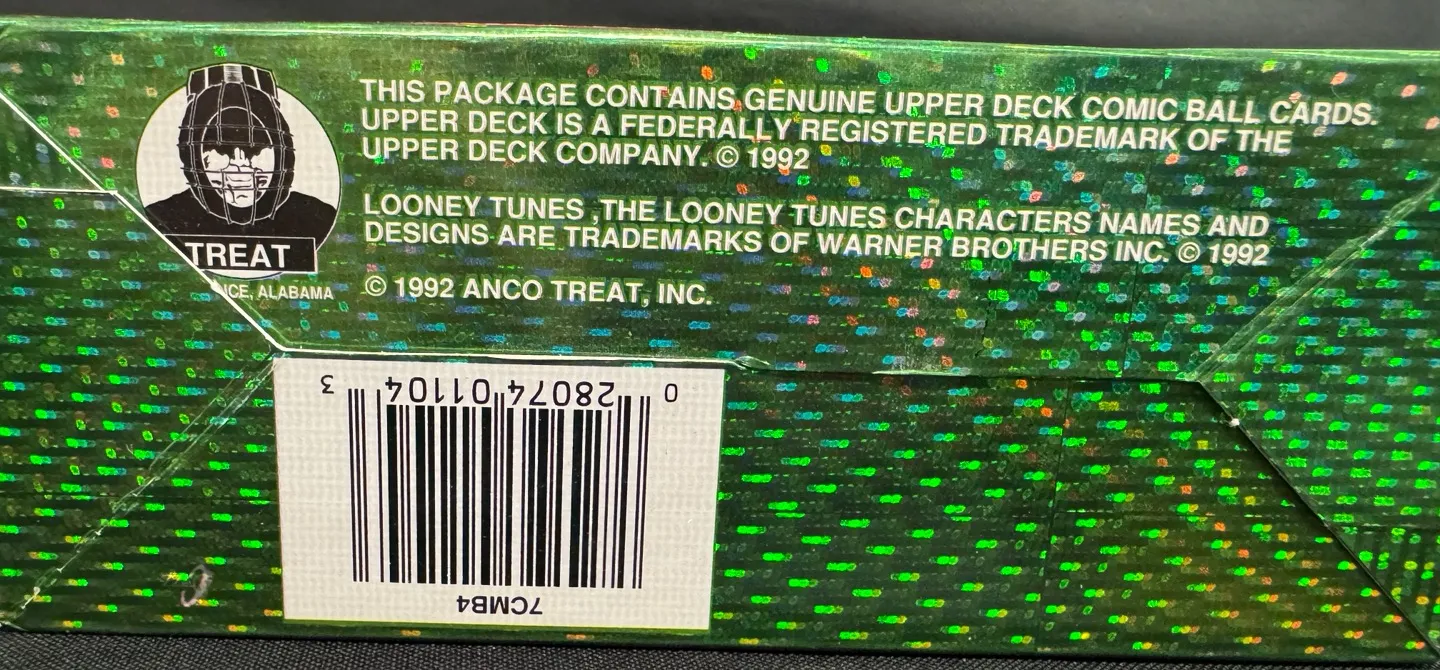 THIS PACKAGE CONTAINS GENUINE UPPER DECK COMIC BALL CARDS.
UPPER DECK IS A FEDERALLY REGISTERED TRADEMARK OF THE
UPPER DECK COMPANY. © 1992
LOONEY TUNES ,THE LOONEY TUNES CHARACTERS NAMES AND
DESIGNS ARE TRADEMARKS OF WARNER BROTHERS INC. © 1992
© 1992 ANCO TREAT, INC.
TREAT
ICE, ALABAMA
0 28074 01104 3
7CMB4